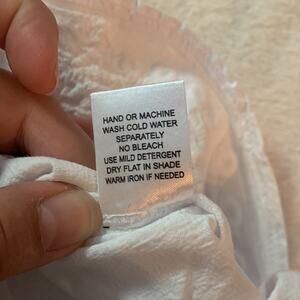 HAND OR MACHINE
WASH COLD WATER
SEPARATELY
NO BLEACH
USE MILD DETERGENT
DRY FLAT IN SHADE
WARM IRON IF NEEDED